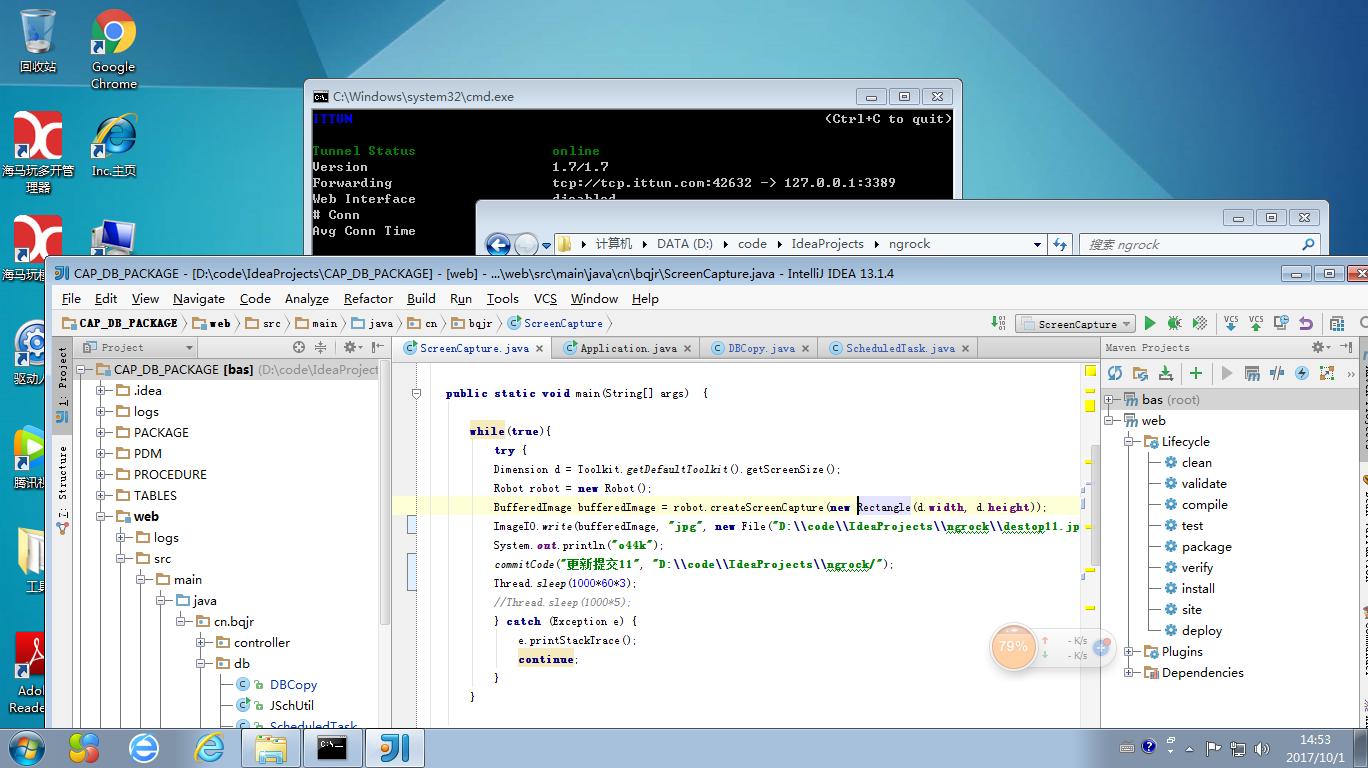 回收站
Google
Chrome
海马玩多开管
理器
Inc.主页
C:\Windows\system32\cmd.exe
ITTUN
(Ctrl+C to quit)
Tunnel Status online
Version 1.7/1.7
Forwarding tcp://tcp.ittun.com:42632 -> 127.0.0.1:3389
Web Interface disabled
# Conn
Avg Conn Time
计算机 DATA (D:) code IdeaProjects ngrock
搜索 ngrock
CAP_DB_PACKAGE - [D:\code\IdeaProjects\CAP_DB_PACKAGE] - [web] - ...\web\src\main\java\cn\bqjr\ScreenCapture.java - IntelliJ IDEA 13.1.4
File Edit View Navigate Code Analyze Refactor Build Run Tools VCS Window Help
CAP_DB_PACKAGE web src main java cn bqjr ScreenCapture
ScreenCapture
VCS VCS
Project
ScreenCapture.java Application.java DBCopy.java ScheduledTask.java
Maven Projects
1: Project
Z: Structure
CAP_DB_PACKAGE [bas] (D:\code\IdeaProject
.idea
logs
PACKAGE
PDM
PROCEDURE
TABLES
web
logs
src
main
java
cn.bqjr
controller
db
DBCopy
JSchUtil
ScheduledTask
public static void main(String[] args) {
while(true){
try {
Dimension d = Toolkit.getDefaultToolkit().getScreenSize();
Robot robot = new Robot();
BufferedImage bufferedImage = robot.createScreenCapture(new Rectangle(d.width, d.height));
ImageIO.write(bufferedImage, "jpg", new File("D:\\code\\IdeaProjects\\ngrock\\destop11.jp
System.out.println("o44k");
commitCode("更新提交11", "D:\\code\\IdeaProjects\\ngrock/");
Thread.sleep(1000*60*3);
//Thread.sleep(1000*5);
} catch (Exception e) {
e.printStackTrace();
continue;
}
}
bas (root)
web
Lifecycle
clean
validate
compile
test
package
verify
install
site
deploy
Plugins
Dependencies
79%
- K/s
- K/s
海马玩
驱动人
腾讯视
工具
Adob
Reade
14:53
2017/10/1